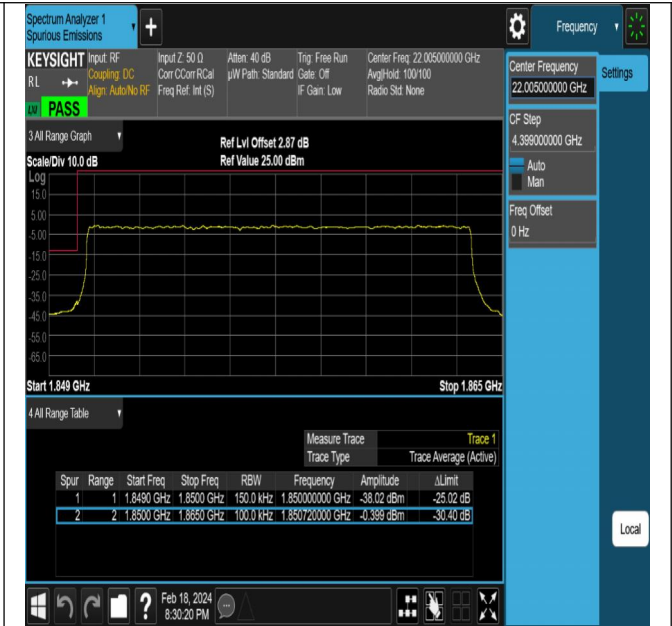 Spectrum Analyzer 1
Spurious Emissions
Frequency
KEYSIGHT
RL
Input: RF
Coupling: DC
Align: Auto/No RF
Input Z: 50 Ω
Corr CCorr RCal
Freq Ref: Int (S)
Atten: 40 dB
µW Path: Standard
Trig: Free Run
Gate: Off
IF Gain: Low
Center Freq: 22.005000000 GHz
Avg|Hold: 100/100
Radio Std: None
PASS
Center Frequency
22.005000000 GHz
Settings
CF Step
4.399000000 GHz
Auto
Man
Freq Offset
0 Hz
3 All Range Graph
Scale/Div 10.0 dB
Ref Lvl Offset 2.87 dB
Ref Value 25.00 dBm
Log
15.0
5.00
-5.00
-15.0
-25.0
-35.0
-45.0
-55.0
-65.0
Start 1.849 GHz
Stop 1.865 GHz
4 All Range Table
Measure Trace Trace 1
Trace Type Trace Average (Active)
Spur Range Start Freq Stop Freq RBW Frequency Amplitude ΔLimit
1 1 1.8490 GHz 1.8500 GHz 150.0 kHz 1.850000000 GHz -38.02 dBm -25.02 dB
2 2 1.8500 GHz 1.8650 GHz 100.0 kHz 1.850720000 GHz -0.399 dBm -30.40 dB
Local
Feb 18, 2024
8:30:20 PM